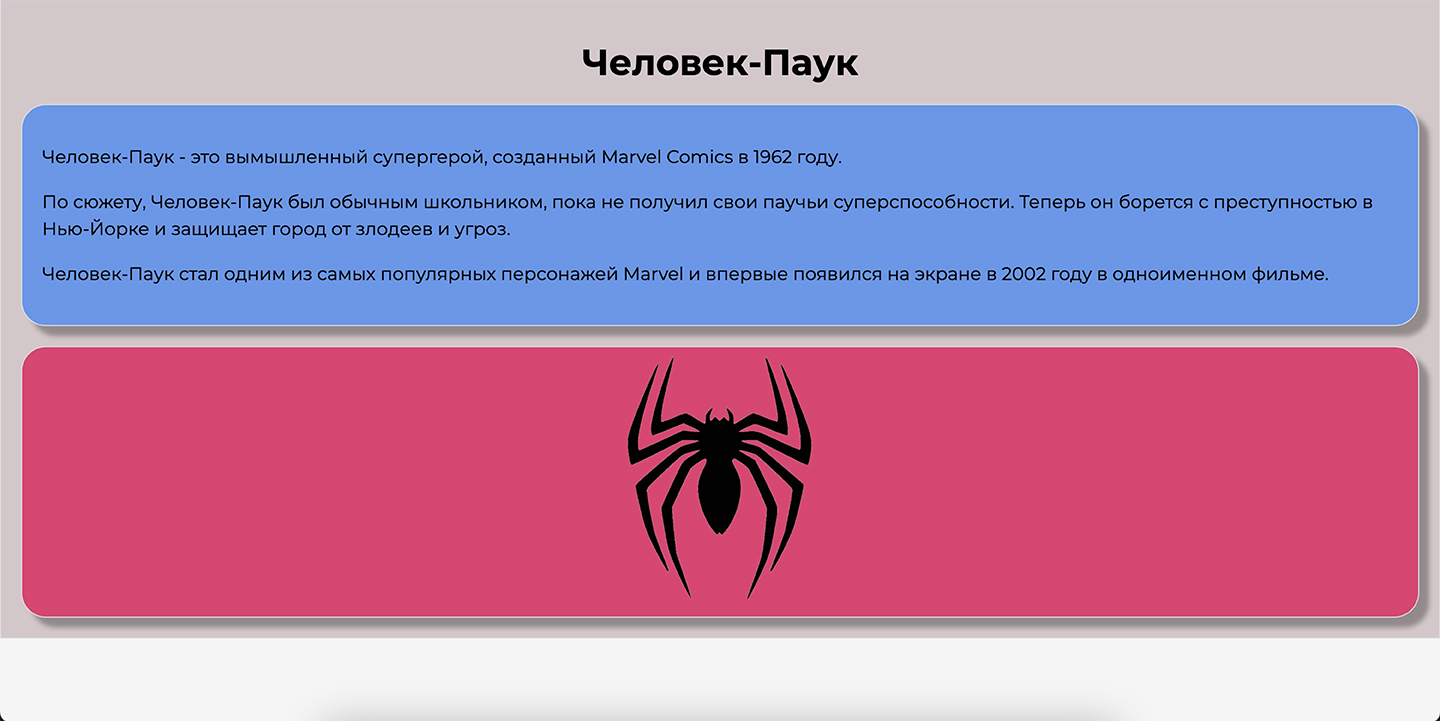 Человек-Паук
Человек-Паук - это вымышленный супергерой, созданный Marvel Comics в 1962 году.
По сюжету, Человек-Паук был обычным школьником, пока не получил свои паучьи суперспособности. Теперь он борется с преступностью в
Нью-Йорке и защищает город от злодеев и угроз.
Человек-Паук стал одним из самых популярных персонажей Marvel и впервые появился на экране в 2002 году в одноименном фильме.